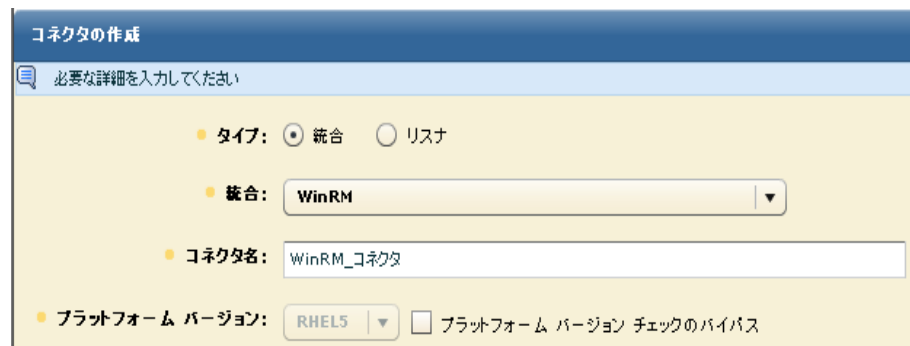 コネクタの作成
必要な詳細を入力してください
タイプ: 統合 リスナ
統合: WinRM
コネクタ名: WinRM_コネクタ
プラットフォーム バージョン: RHEL5 プラットフォーム バージョン チェックのバイパス